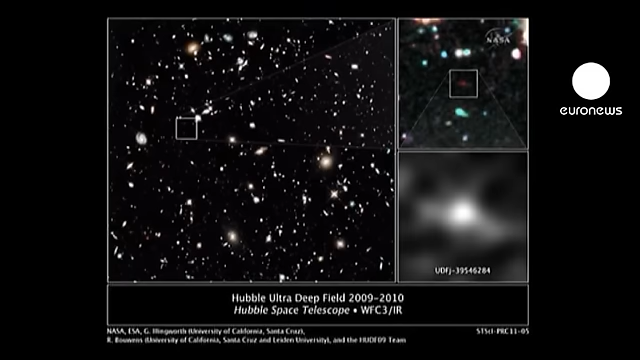 NASA
euronews
UDFj-39546284
Hubble Ultra Deep Field 2009-2010
Hubble Space Telescope • WFC3/IR
NASA, ESA, G. Illingworth (University of California, Santa Cruz), STScI-PRC11-05
R. Bouwens (University of California, Santa Cruz and Leiden University), and the HUDF09 Team